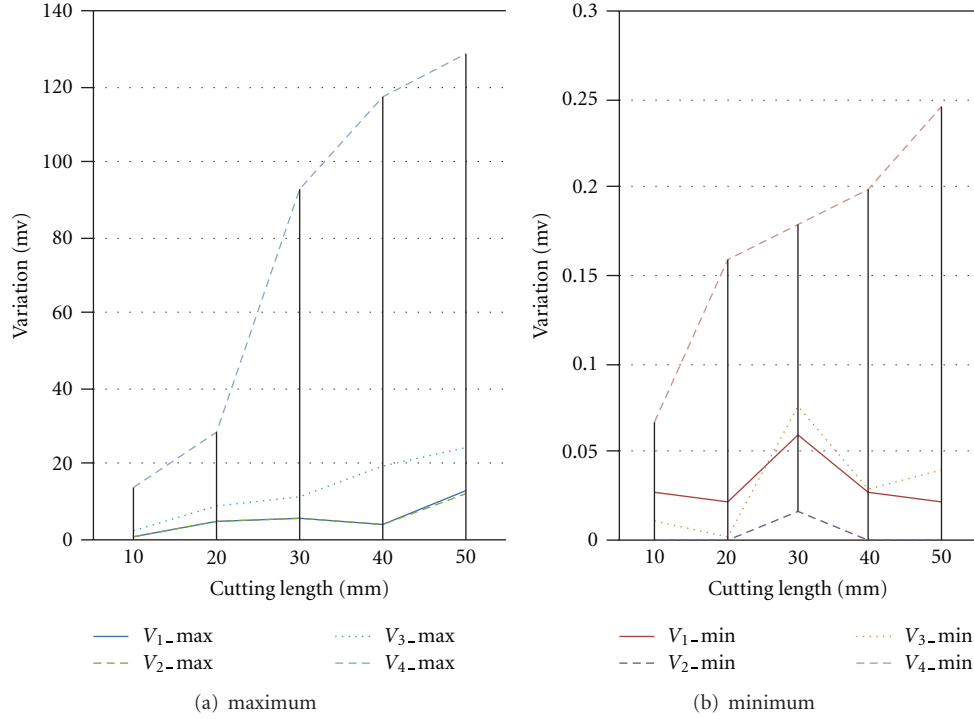 140
120
100
80
60
40
20
0
Variation (mv)
10 20 30 40 50
Cutting length (mm)
V1_max
V2_max
V3_max
V4_max
(a) maximum
0.3
0.25
0.2
0.15
0.1
0.05
0
Variation (mv)
10 20 30 40 50
Cutting length (mm)
V1_min
V2_min
V3_min
V4_min
(b) minimum